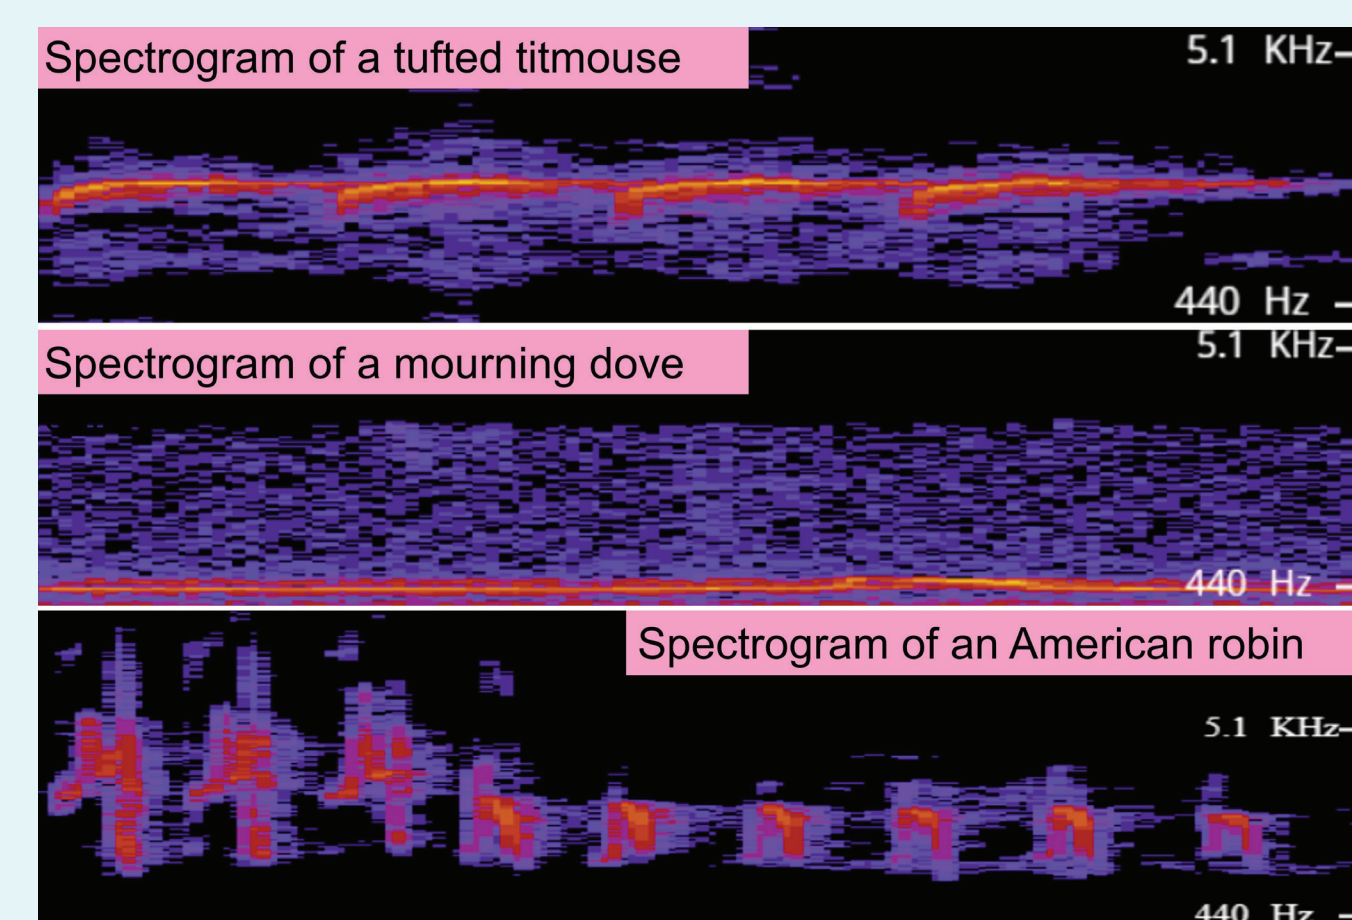 Spectrogram of a tufted titmouse
5.1 KHz
440 Hz
Spectrogram of a mourning dove
5.1 KHz
440 Hz
Spectrogram of an American robin
5.1 KHz
440 Hz